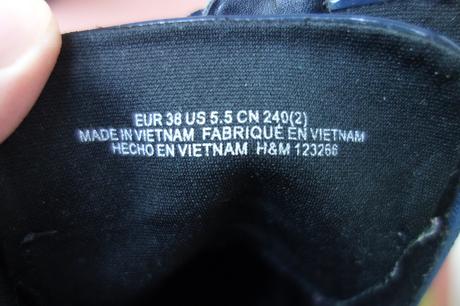 EUR 38 US 5.5 CN 240(2)
MADE IN VIETNAM FABRIQUÉ EN VIETNAM
HECHO EN VIETNAM H&M 123266